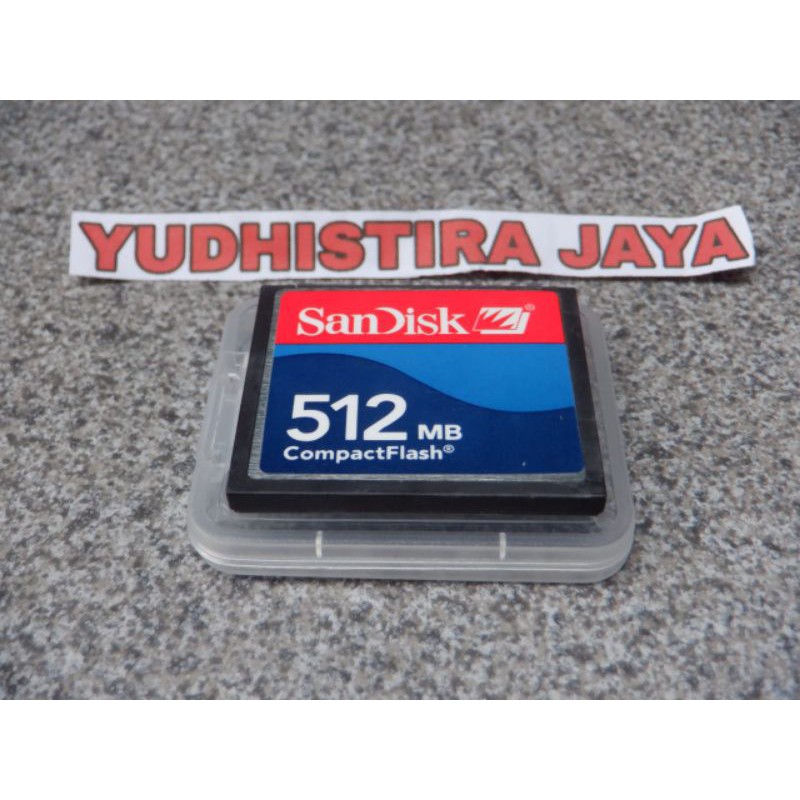 YUDHISTIRA JAYA
SanDisk ®
512 MB
CompactFlash®